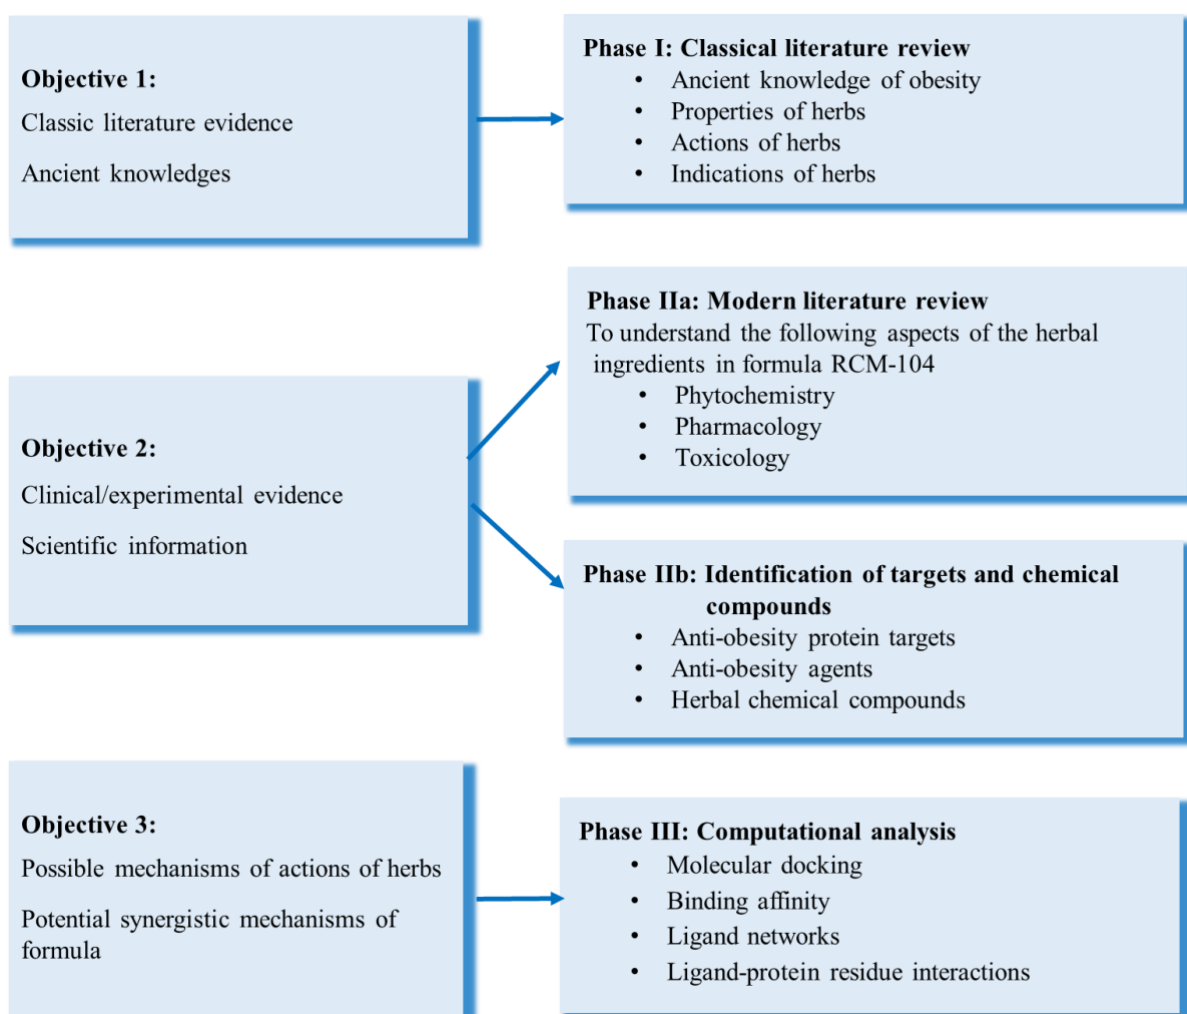 Objective 1:
Classic literature evidence
Ancient knowledges
Phase I: Classical literature review
• Ancient knowledge of obesity
• Properties of herbs
• Actions of herbs
• Indications of herbs
Objective 2:
Clinical/experimental evidence
Scientific information
Phase IIa: Modern literature review
To understand the following aspects of the herbal
ingredients in formula RCM-104
• Phytochemistry
• Pharmacology
• Toxicology
Phase IIb: Identification of targets and chemical
compounds
• Anti-obesity protein targets
• Anti-obesity agents
• Herbal chemical compounds
Objective 3:
Possible mechanisms of actions of herbs
Potential synergistic mechanisms of
formula
Phase III: Computational analysis
• Molecular docking
• Binding affinity
• Ligand networks
• Ligand-protein residue interactions